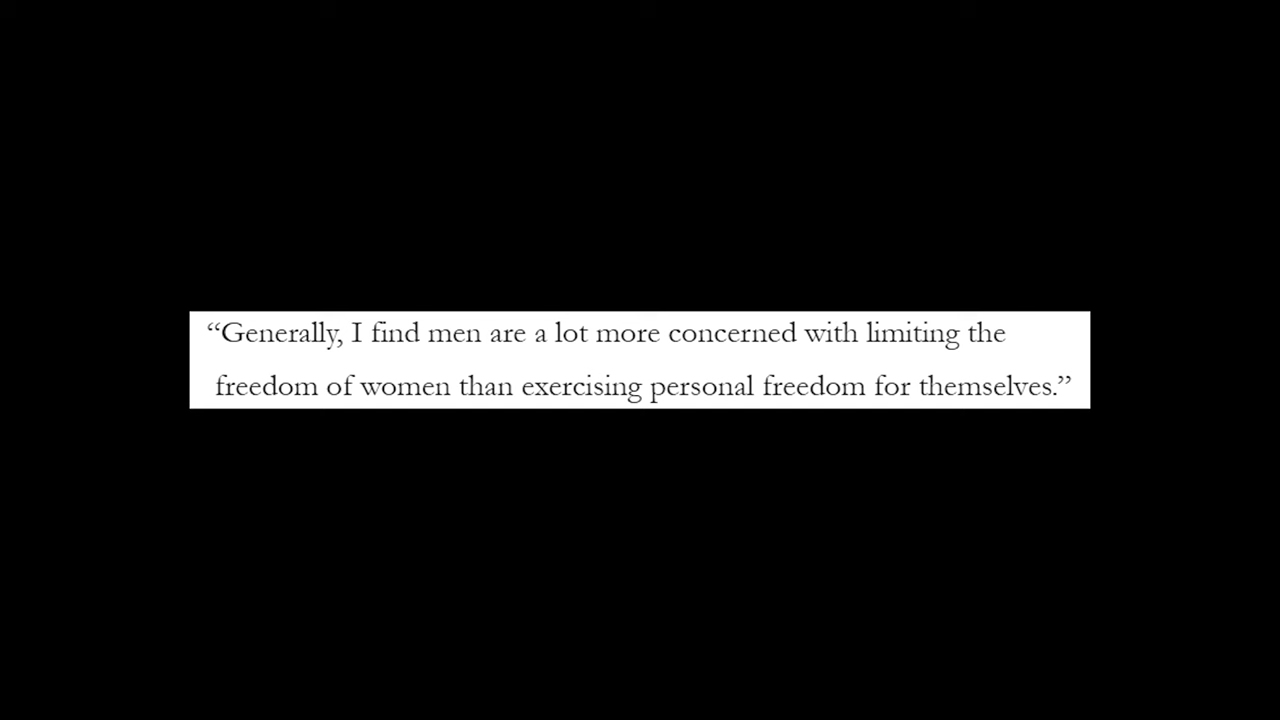 “Generally, I find men are a lot more concerned with limiting the
freedom of women than exercising personal freedom for themselves.”